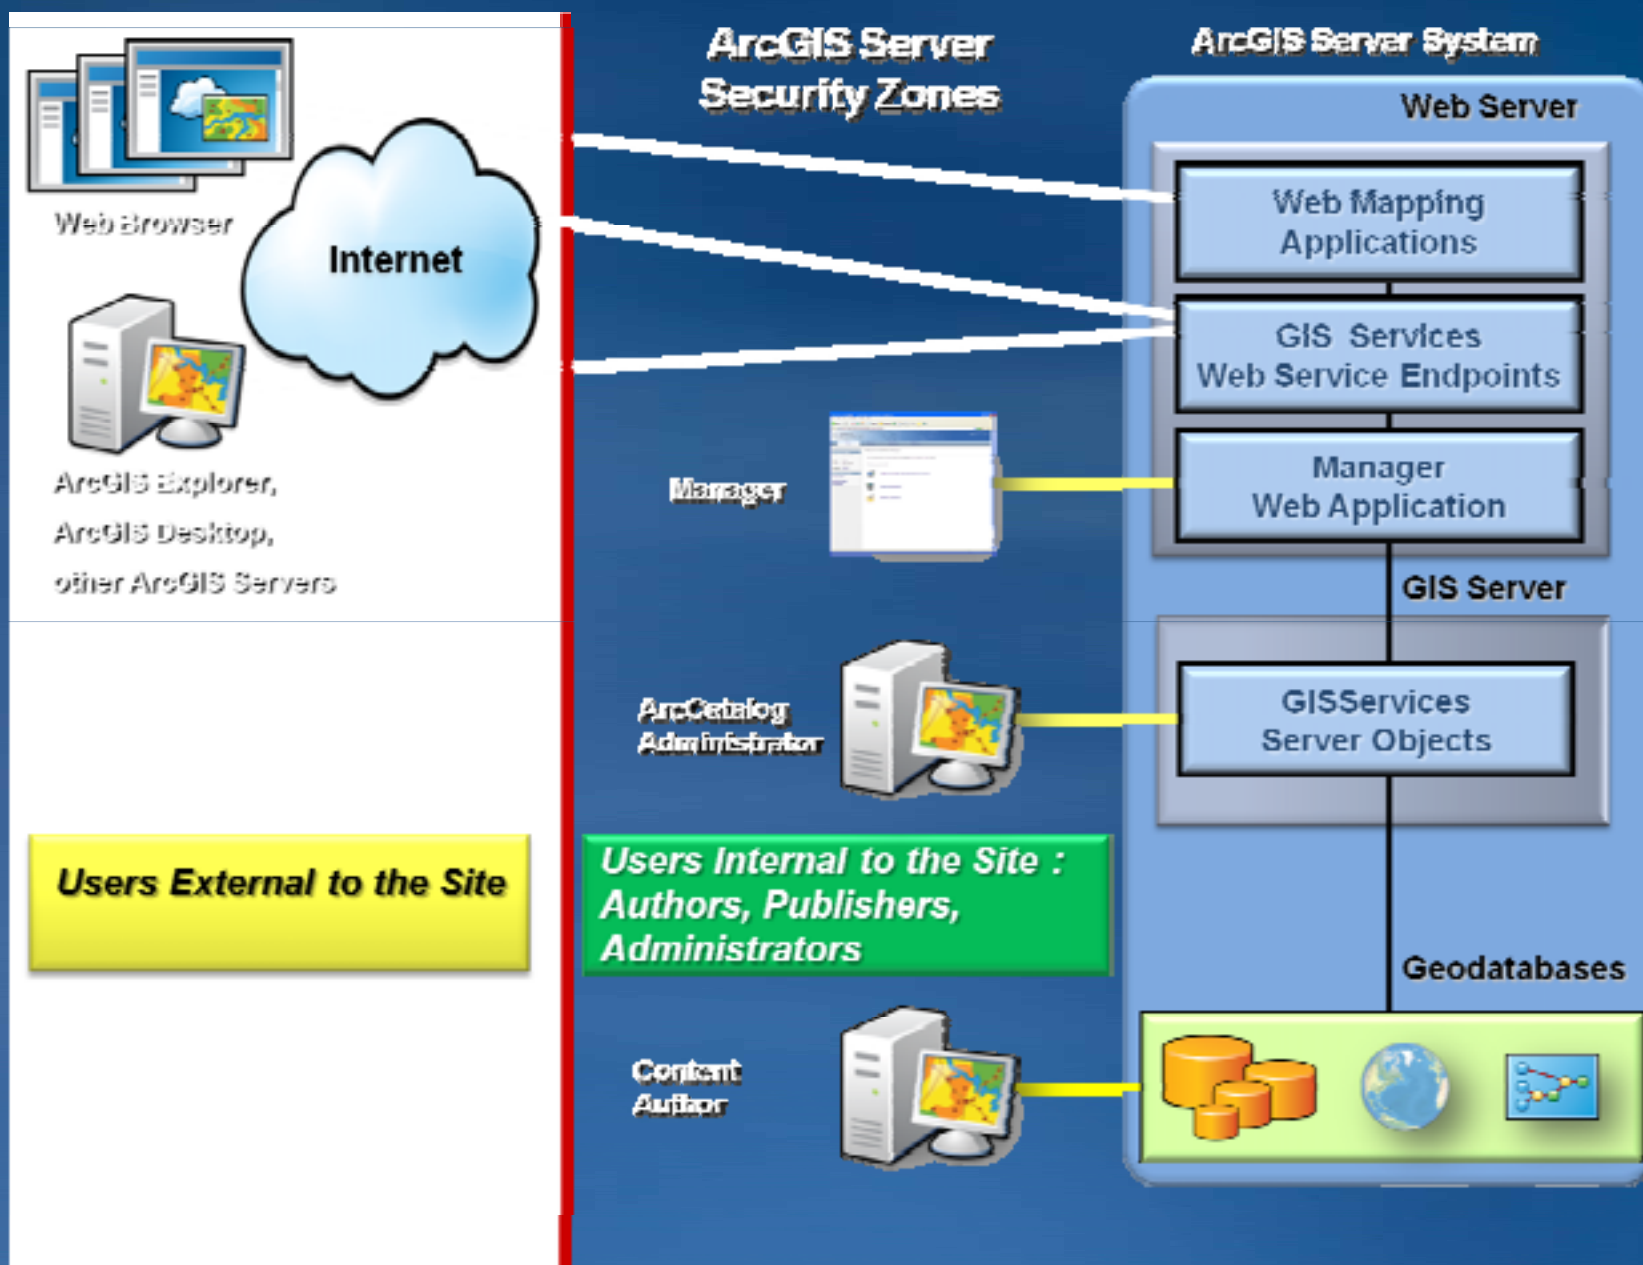 ArcGIS Server
Security Zones
ArcGIS Server System
Web Server
Web Browser
Internet
Web Mapping
Applications
GIS Services
Web Service Endpoints
Manager
Manager
Web Application
ArcGIS Explorer,
ArcGIS Desktop,
other ArcGIS Servers
GIS Server
ArcCatalog
Administrator
GISServices
Server Objects
Users External to the Site
Users Internal to the Site :
Authors, Publishers,
Administrators
Geodatabases
Content
Author